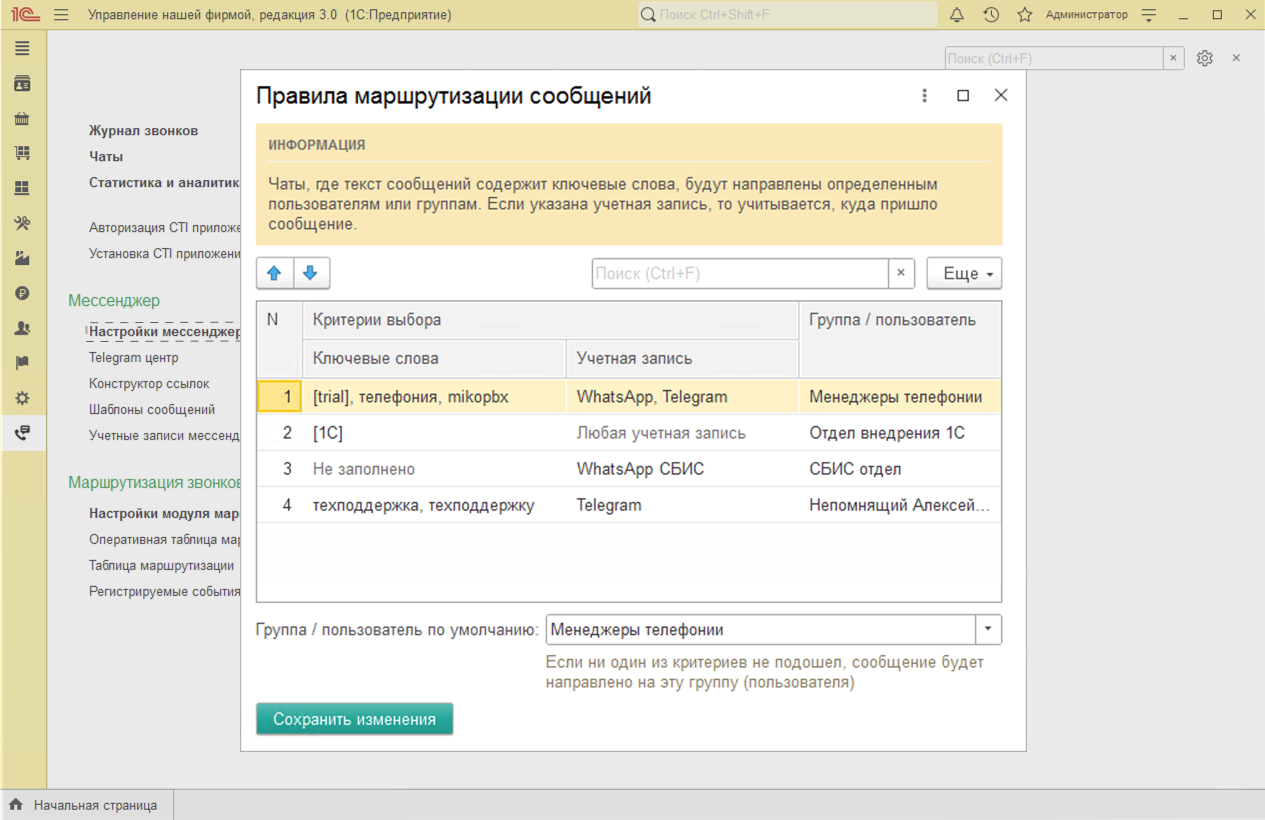 1С Управление нашей фирмой, редакция 3.0 (1С:Предприятие) Поиск Ctrl+Shift+F Администратор
Поиск (Ctrl+F) ×
Правила маршрутизации сообщений
ИНФОРМАЦИЯ
Чаты, где текст сообщений содержит ключевые слова, будут направлены определенным
пользователям или группам. Если указана учетная запись, то учитывается, куда пришло
сообщение.
Поиск (Ctrl+F) × Еще
N Критерии выбора Группа / пользователь
Ключевые слова Учетная запись
1 [trial], телефония, mikopbx WhatsApp, Telegram Менеджеры телефонии
2 [1С] Любая учетная запись Отдел внедрения 1С
3 Не заполнено WhatsApp СБИС СБИС отдел
4 техподдержка, техподдержку Telegram Непомнящий Алексей...
Группа / пользователь по умолчанию: Менеджеры телефонии
Если ни один из критериев не подошел, сообщение будет
направлено на эту группу (пользователя)
Сохранить изменения
Журнал звонков
Чаты
Статистика и аналитик
Авторизация CTI приложе
Установка CTI приложени
Мессенджер
Настройки мессенджер
Telegram центр
Конструктор ссылок
Шаблоны сообщений
Учетные записи мессенд
Маршрутизация звонков
Настройки модуля мар
Оперативная таблица мар
Таблица маршрутизации
Регистрируемые события
Начальная страница